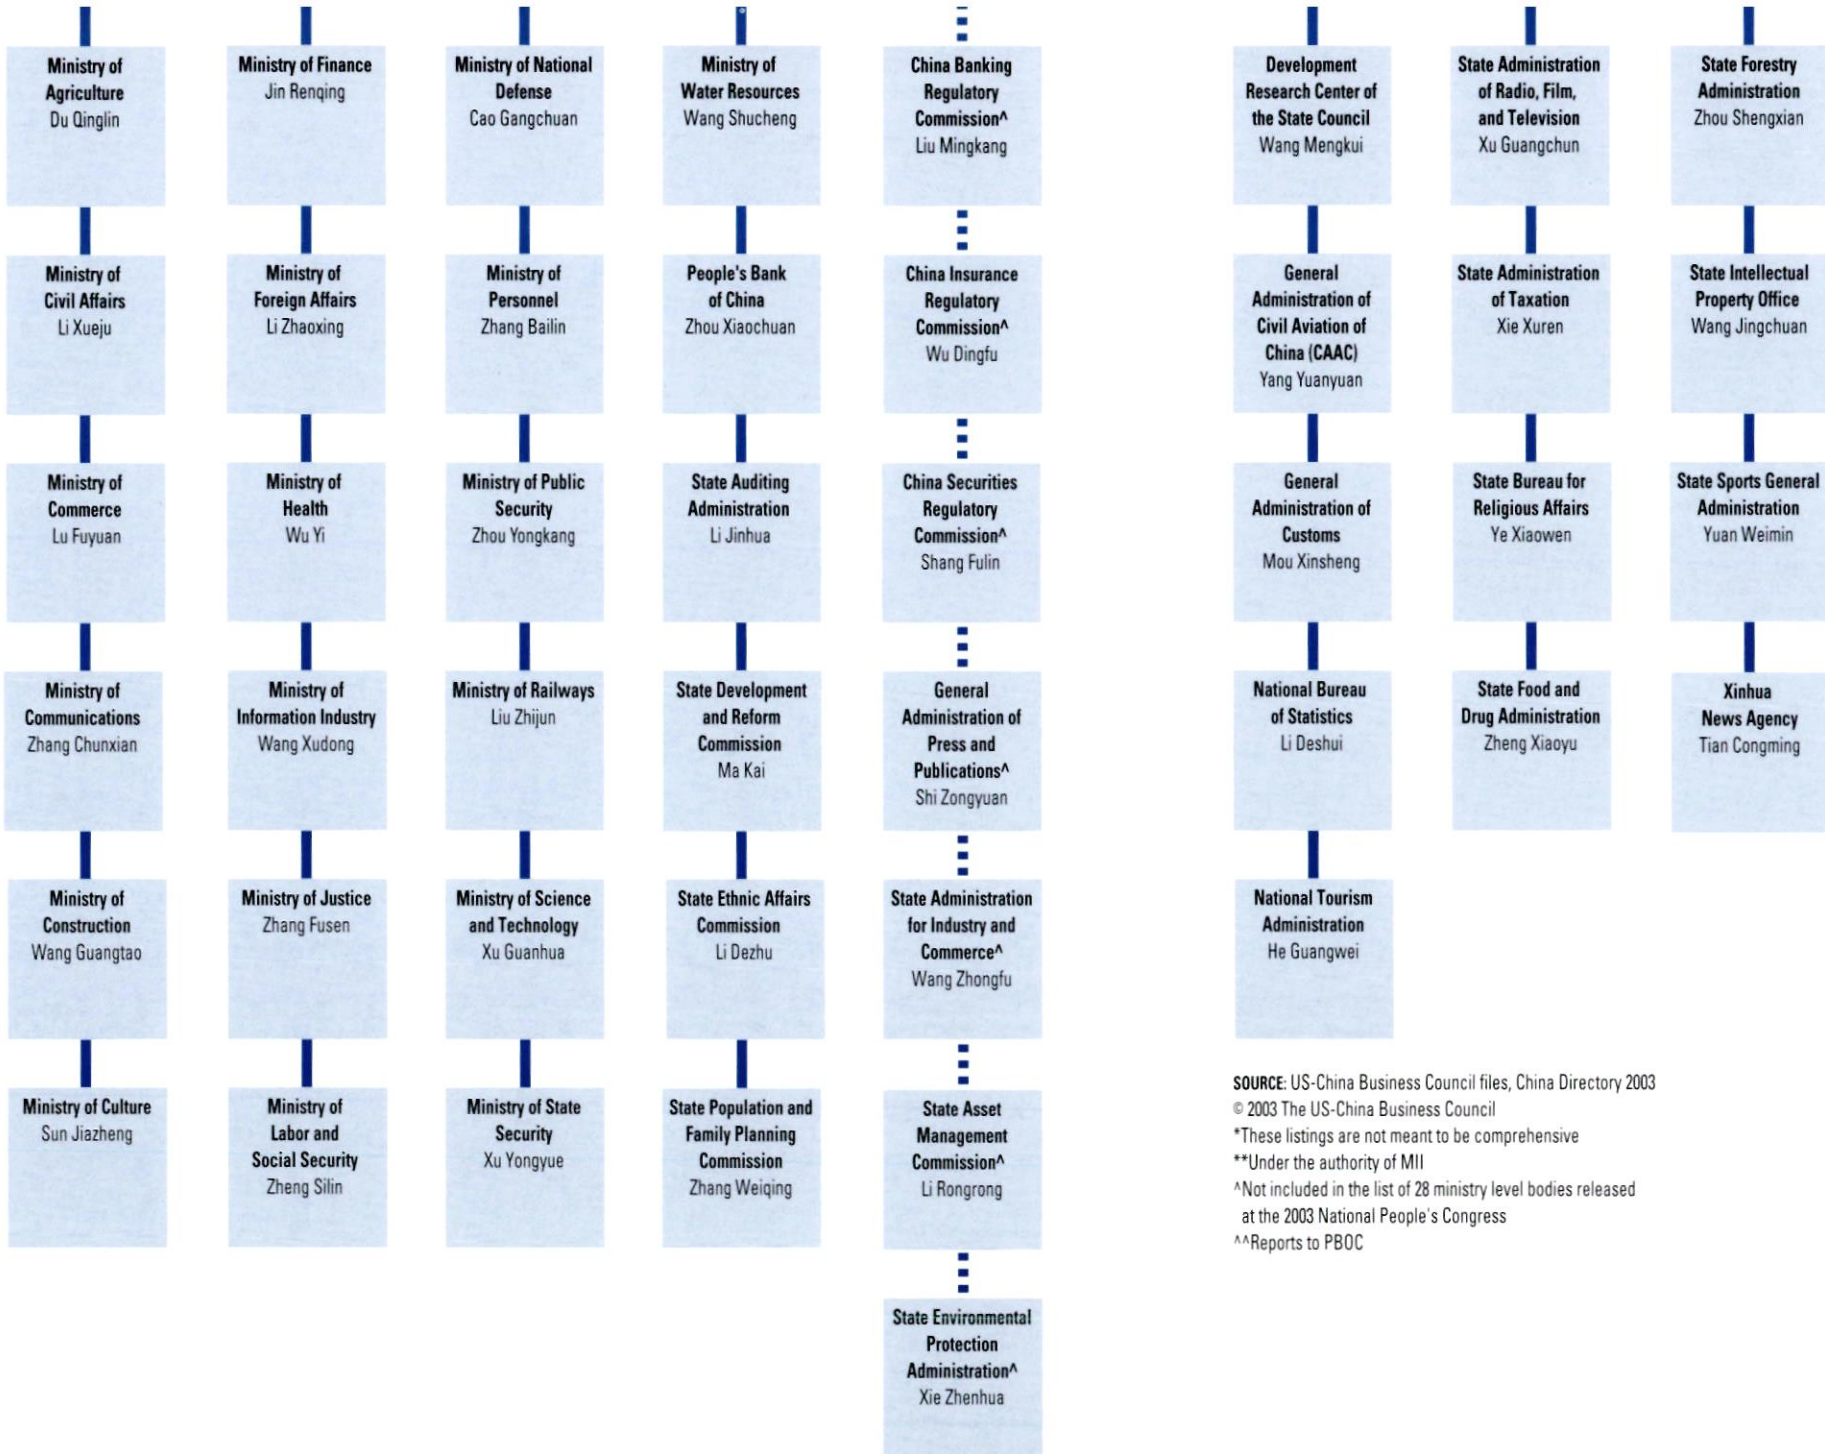 Ministry of
Agriculture
Du Qinglin
Ministry of
Civil Affairs
Li Xueju
Ministry of
Commerce
Lu Fuyuan
Ministry of
Communications
Zhang Chunxian
Ministry of
Construction
Wang Guangtao
Ministry of Culture
Sun Jiazheng
Ministry of Finance
Jin Renqing
Ministry of
Foreign Affairs
Li Zhaoxing
Ministry of
Health
Wu Yi
Ministry of
Information Industry
Wang Xudong
Ministry of Justice
Zhang Fusen
Ministry of
Labor and
Social Security
Zheng Silin
Ministry of National
Defense
Cao Gangchuan
Ministry of
Personnel
Zhang Bailin
Ministry of Public
Security
Zhou Yongkang
Ministry of Railways
Liu Zhijun
Ministry of Science
and Technology
Xu Guanhua
Ministry of State
Security
Xu Yongyue
Ministry of
Water Resources
Wang Shucheng
People's Bank
of China
Zhou Xiaochuan
State Auditing
Administration
Li Jinhua
State Development
and Reform
Commission
Ma Kai
State Ethnic Affairs
Commission
Li Dezhu
State Population and
Family Planning
Commission
Zhang Weiqing
China Banking
Regulatory
Commission^
Liu Mingkang
China Insurance
Regulatory
Commission^
Wu Dingfu
China Securities
Regulatory
Commission^
Shang Fulin
General
Administration of
Press and
Publications^
Shi Zongyuan
State Administration
for Industry and
Commerce^
Wang Zhongfu
State Asset
Management
Commission^
Li Rongrong
State Environmental
Protection
Administration^
Xie Zhenhua
Development
Research Center of
the State Council
Wang Mengkui
General
Administration of
Civil Aviation of
China (CAAC)
Yang Yuanyuan
General
Administration of
Customs
Mou Xinsheng
National Bureau
of Statistics
Li Deshui
National Tourism
Administration
He Guangwei
State Administration
of Radio, Film,
and Television
Xu Guangchun
State Administration
of Taxation
Xie Xuren
State Bureau for
Religious Affairs
Ye Xiaowen
State Food and
Drug Administration
Zheng Xiaoyu
State Forestry
Administration
Zhou Shengxian
State Intellectual
Property Office
Wang Jingchuan
State Sports General
Administration
Yuan Weimin
Xinhua
News Agency
Tian Congming
SOURCE: US-China Business Council files, China Directory 2003
© 2003 The US-China Business Council
*These listings are not meant to be comprehensive
**Under the authority of MII
^Not included in the list of 28 ministry level bodies released
at the 2003 National People's Congress
^^Reports to PBOC